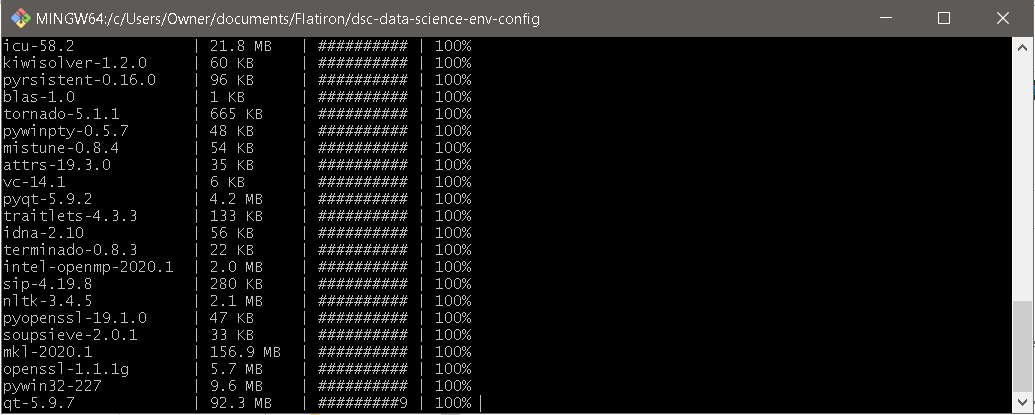 MINGW64:/c/Users/Owner/documents/Flatiron/dsc-data-science-env-config
icu-58.2 | 21.8 MB | ########## | 100%
kiwisolver-1.2.0 | 60 KB | ########## | 100%
pyrsistent-0.16.0 | 96 KB | ########## | 100%
blas-1.0 | 1 KB | ########## | 100%
tornado-5.1.1 | 665 KB | ########## | 100%
pywinpty-0.5.7 | 48 KB | ########## | 100%
mistune-0.8.4 | 54 KB | ########## | 100%
attrs-19.3.0 | 35 KB | ########## | 100%
vc-14.1 | 6 KB | ########## | 100%
pyqt-5.9.2 | 4.2 MB | ########## | 100%
traitlets-4.3.3 | 133 KB | ########## | 100%
idna-2.10 | 56 KB | ########## | 100%
terminado-0.8.3 | 22 KB | ########## | 100%
intel-openmp-2020.1 | 2.0 MB | ########## | 100%
sip-4.19.8 | 280 KB | ########## | 100%
nltk-3.4.5 | 2.1 MB | ########## | 100%
pyopenssl-19.1.0 | 47 KB | ########## | 100%
soupsieve-2.0.1 | 33 KB | ########## | 100%
mkl-2020.1 | 156.9 MB | ########## | 100%
openssl-1.1.1g | 5.7 MB | ########## | 100%
pywin32-227 | 9.6 MB | ########## | 100%
qt-5.9.7 | 92.3 MB | #########9 | 100%